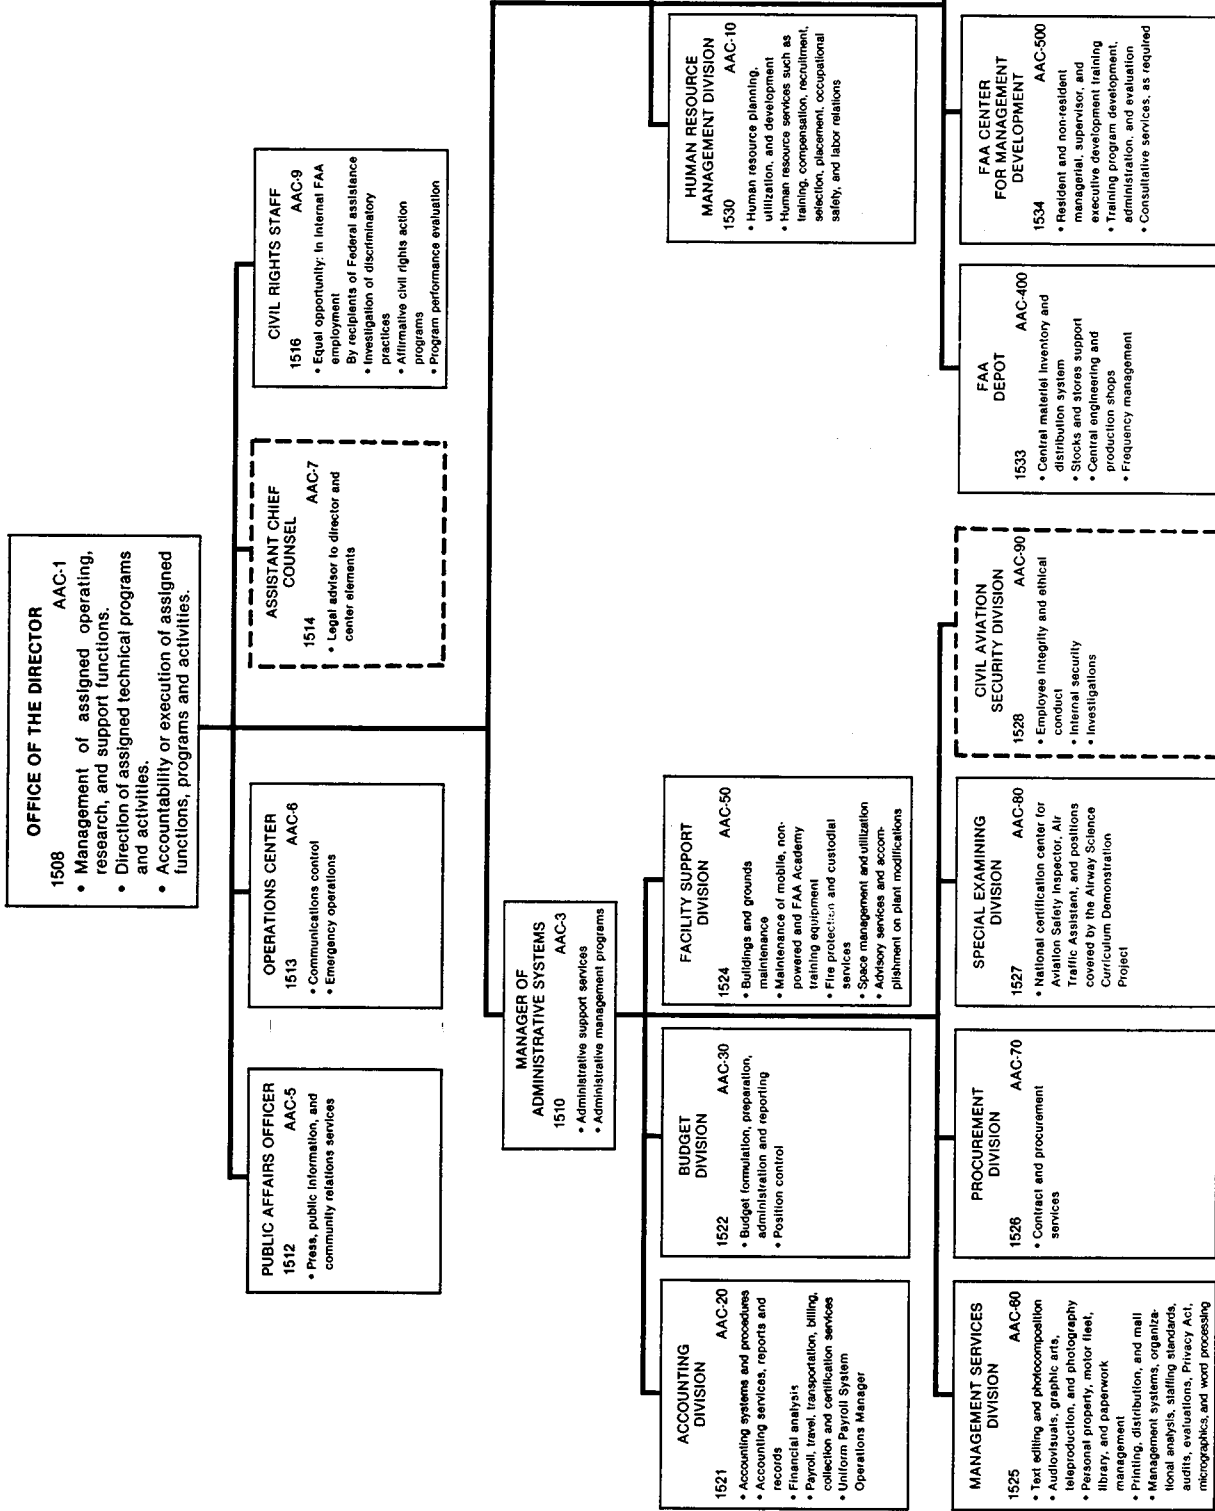 OFFICE OF THE DIRECTOR
1508 AAC-1
• Management of assigned operating,
research, and support functions.
• Direction of assigned technical programs
and activities.
• Accountability or execution of assigned
functions, programs and activities.
PUBLIC AFFAIRS OFFICER
1512 AAC-5
• Press, public information, and
community relations services
OPERATIONS CENTER
1513 AAC-6
• Communications control
• Emergency operations
ASSISTANT CHIEF
COUNSEL
1514 AAC-7
• Legal advisor to director and
center elements
CIVIL RIGHTS STAFF
1516 AAC-9
• Equal opportunity: In internal FAA
employment
By recipients of Federal assistance
• Investigation of discriminatory
practices
• Affirmative civil rights action
programs
• Program performance evaluation
MANAGER OF
ADMINISTRATIVE SYSTEMS
1510 AAC-3
• Administrative support services
• Administrative management programs
ACCOUNTING
DIVISION
1521 AAC-20
• Accounting systems and procedures
• Accounting services, reports and
records
• Financial analysis
• Payroll, travel, transportation, billing,
collection and certification services
• Uniform Payroll System
Operations Manager
BUDGET
DIVISION
1522 AAC-30
• Budget formulation, preparation,
administration and reporting
• Position control
FACILITY SUPPORT
DIVISION
1524 AAC-50
• Buildings and grounds
maintenance
• Maintenance of mobile, non-
powered and FAA Academy
training equipment
• Fire protection and custodial
services
• Space management and utilization
• Advisory services and accom-
plishment on plant modifications
HUMAN RESOURCE
MANAGEMENT DIVISION
1530 AAC-10
• Human resource planning,
utilization, and development
• Human resource services such as
training, compensation, recruitment,
selection, placement, occupational
safety, and labor relations
MANAGEMENT SERVICES
DIVISION
1525 AAC-60
• Text editing and photocomposition
• Audiovisuals, graphic arts,
teleproduction, and photography
• Personal property, motor fleet,
library, and paperwork
management
• Printing, distribution, and mail
• Management systems, organiza-
tional analysis, staffing standards,
audits, evaluations, Privacy Act,
micrographics, and word processing
PROCUREMENT
DIVISION
1526 AAC-70
• Contract and procurement
services
SPECIAL EXAMINING
DIVISION
1527 AAC-80
• National certification center for
Aviation Safety Inspector, Air
Traffic Assistant, and positions
covered by the Airway Science
Curriculum Demonstration
Project
CIVIL AVIATION
SECURITY DIVISION
1528 AAC-90
• Employee integrity and ethical
conduct
• Internal security
• Investigations
FAA
DEPOT
1533 AAC-400
• Central materiel inventory and
distribution system
• Stocks and stores support
• Central engineering and
production shops
• Frequency management
FAA CENTER
FOR MANAGEMENT
DEVELOPMENT
1534 AAC-500
• Resident and non-resident
managerial, supervisor, and
executive development training
• Training program development,
administration, and evaluation
• Consultative services, as required